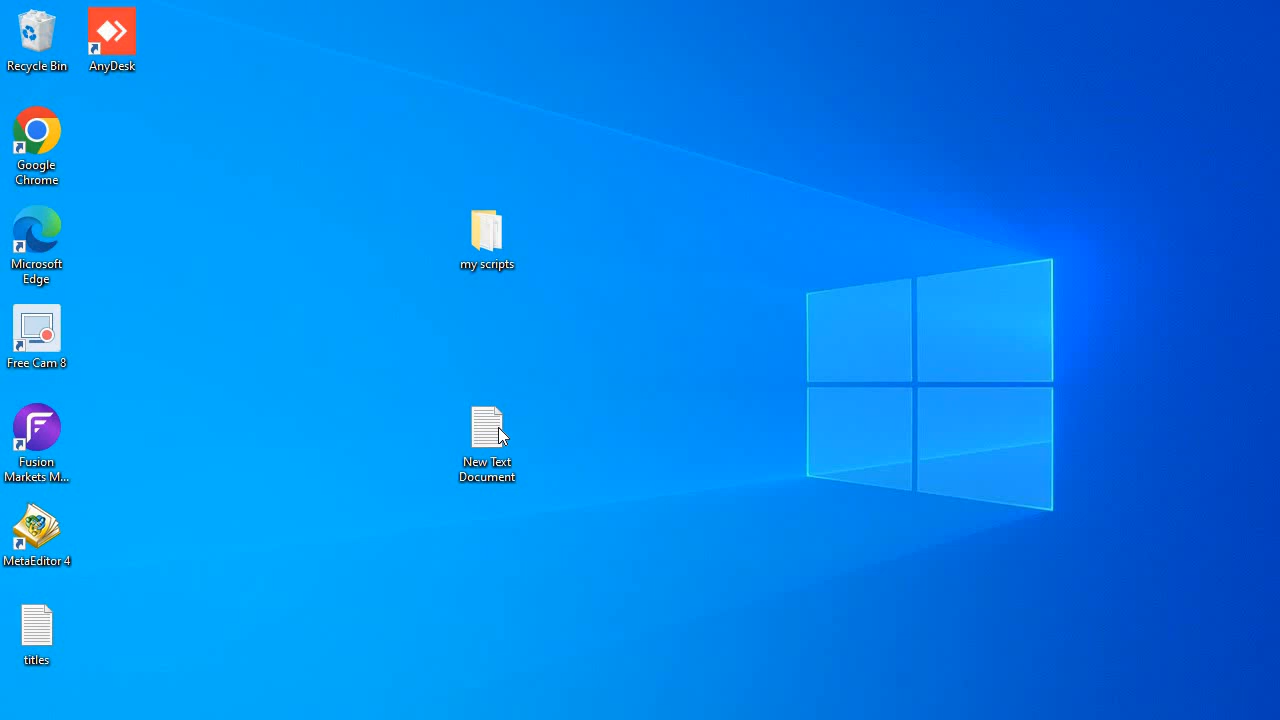 Recycle Bin
AnyDesk
Google
Chrome
Microsoft
Edge
Free Cam 8
Fusion
Markets M...
MetaEditor 4
titles
my scripts
New Text
Document